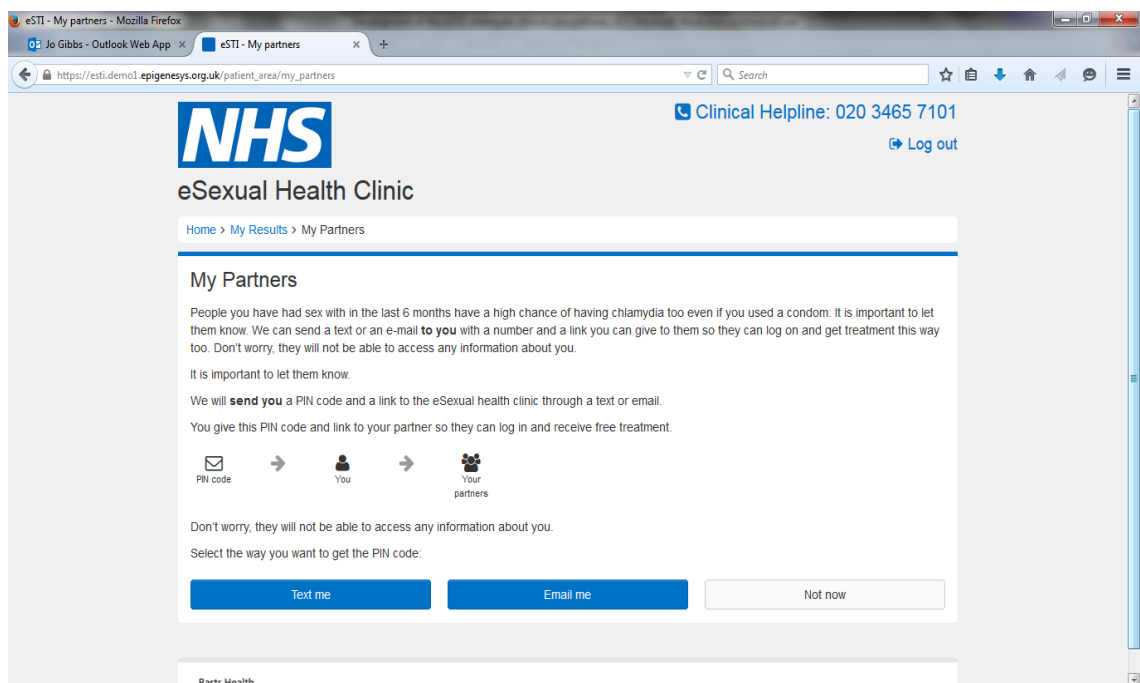 eSTI - My partners - Mozilla Firefox
Jo Gibbs - Outlook Web App × eSTI - My partners × +
https://esti.demo1.epigenesys.org.uk/patient_area/my_partners Search
NHS
Clinical Helpline: 020 3465 7101
Log out
eSexual Health Clinic
Home > My Results > My Partners
My Partners
People you have had sex with in the last 6 months have a high chance of having chlamydia too even if you used a condom. It is important to let
them know. We can send a text or an e-mail to you with a number and a link you can give to them so they can log on and get treatment this way
too. Don't worry, they will not be able to access any information about you.
It is important to let them know.
We will send you a PIN code and a link to the eSexual health clinic through a text or email.
You give this PIN code and link to your partner so they can log in and receive free treatment.
PIN code You Your
partners
Don't worry, they will not be able to access any information about you.
Select the way you want to get the PIN code:
Text me Email me Not now
Barts Health